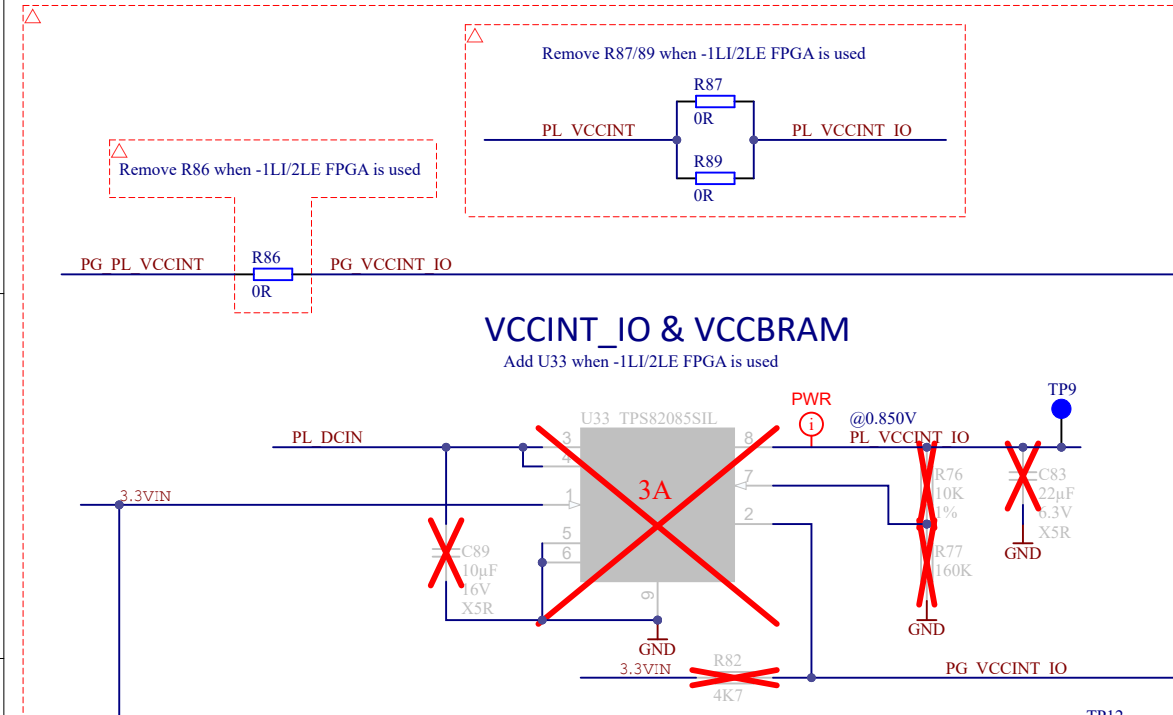 Remove R87/89 when -1LI/2LE FPGA is used
R87
0R
PL_VCCINT
PL_VCCINT_IO
R89
0R
Remove R86 when -1LI/2LE FPGA is used
PG_PL_VCCINT
R86
PG_VCCINT_IO
0R
VCCINT_IO & VCCBRAM
Add U33 when -1LI/2LE FPGA is used
PL_DCIN
3.3VIN
C89
10µF
16V
X5R
U33 TPS82085SIL
3A
3
4
1
5
6
8
7
2
9
GND
PWR
i
@0.850V
PL_VCCINT_IO
TP9
R76
10K
1%
R77
160K
GND
C83
22µF
6.3V
X5R
GND
3.3VIN
R82
4K7
PG_VCCINT_IO